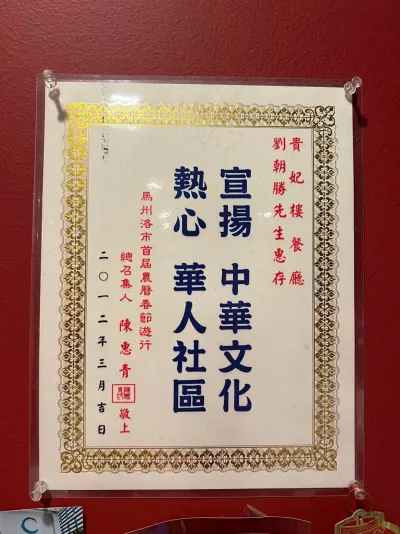 貴妃樓餐廳
劉朝勝先生惠存
宣揚 中華文化
熱心 華人社區
馬州洛市首屆農曆春節遊行
總召集人 陳惠青 敬上
二〇一二年三月吉日
C